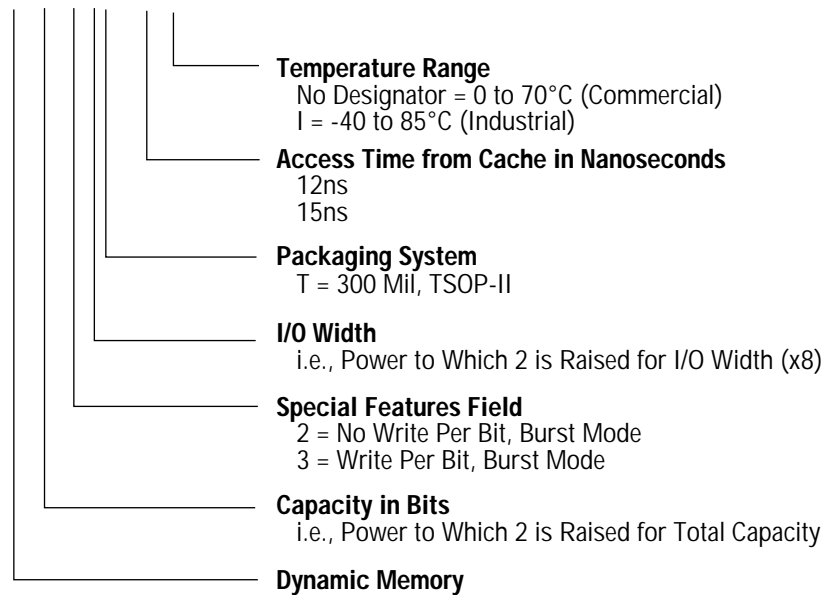 Temperature Range
No Designator = 0 to 70°C (Commercial)
I = -40 to 85°C (Industrial)
Access Time from Cache in Nanoseconds
12ns
15ns
Packaging System
T = 300 Mil, TSOP-II
I/O Width
i.e., Power to Which 2 is Raised for I/O Width (x8)
Special Features Field
2 = No Write Per Bit, Burst Mode
3 = Write Per Bit, Burst Mode
Capacity in Bits
i.e., Power to Which 2 is Raised for Total Capacity
Dynamic Memory